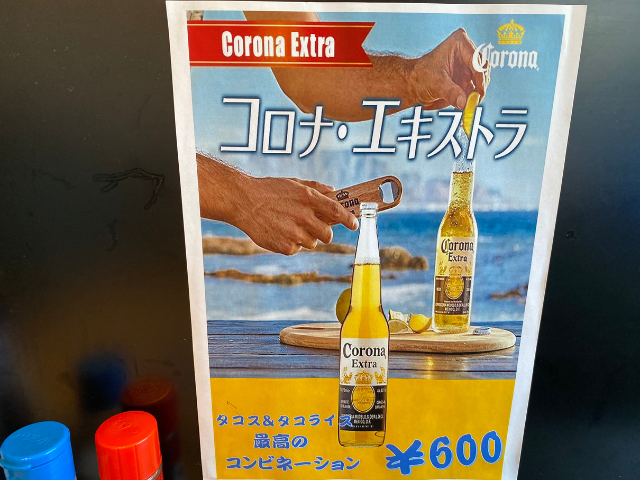 Corona Extra
Corona
コロナ・エキストラ
Corona
Corona
Extra
Corona
Extra
タコス&タコライス
最高の
コンビネーション
¥600